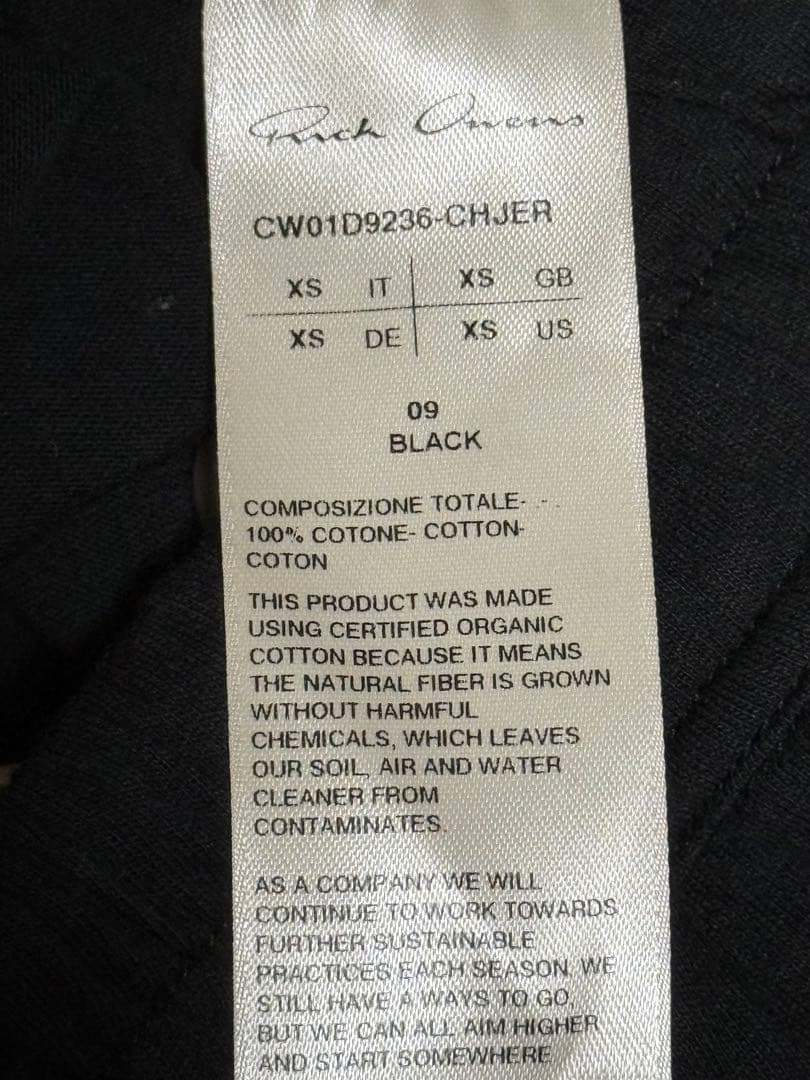 Rick Owens
CW01D9236-CHJER
XS IT XS GB
XS DE XS US
09
BLACK
COMPOSIZIONE TOTALE- - -
100% COTONE- COTTON-
COTON
THIS PRODUCT WAS MADE
USING CERTIFIED ORGANIC
COTTON BECAUSE IT MEANS
THE NATURAL FIBER IS GROWN
WITHOUT HARMFUL
CHEMICALS, WHICH LEAVES
OUR SOIL, AIR AND WATER
CLEANER FROM
CONTAMINATES.
AS A COMPANY WE WILL
CONTINUE TO WORK TOWARDS
FURTHER SUSTAINABLE
PRACTICES EACH SEASON. WE
STILL HAVE A WAYS TO GO,
BUT WE CAN ALL AIM HIGHER
AND START SOMEWHERE.